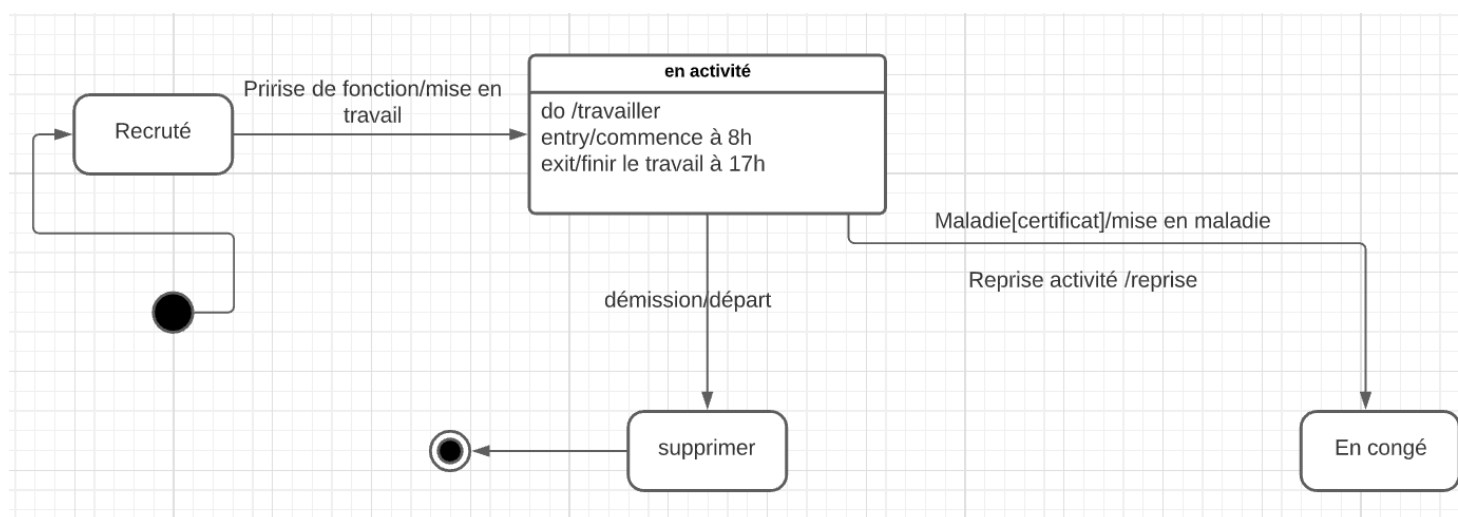 en activité
Pririse de fonction/mise en
travail
Recruté
do /travailler
entry/commence à 8h
exit/finir le travail à 17h
Maladie[certificat]/mise en maladie
Reprise activité /reprise
démission/départ
supprimer
En congé